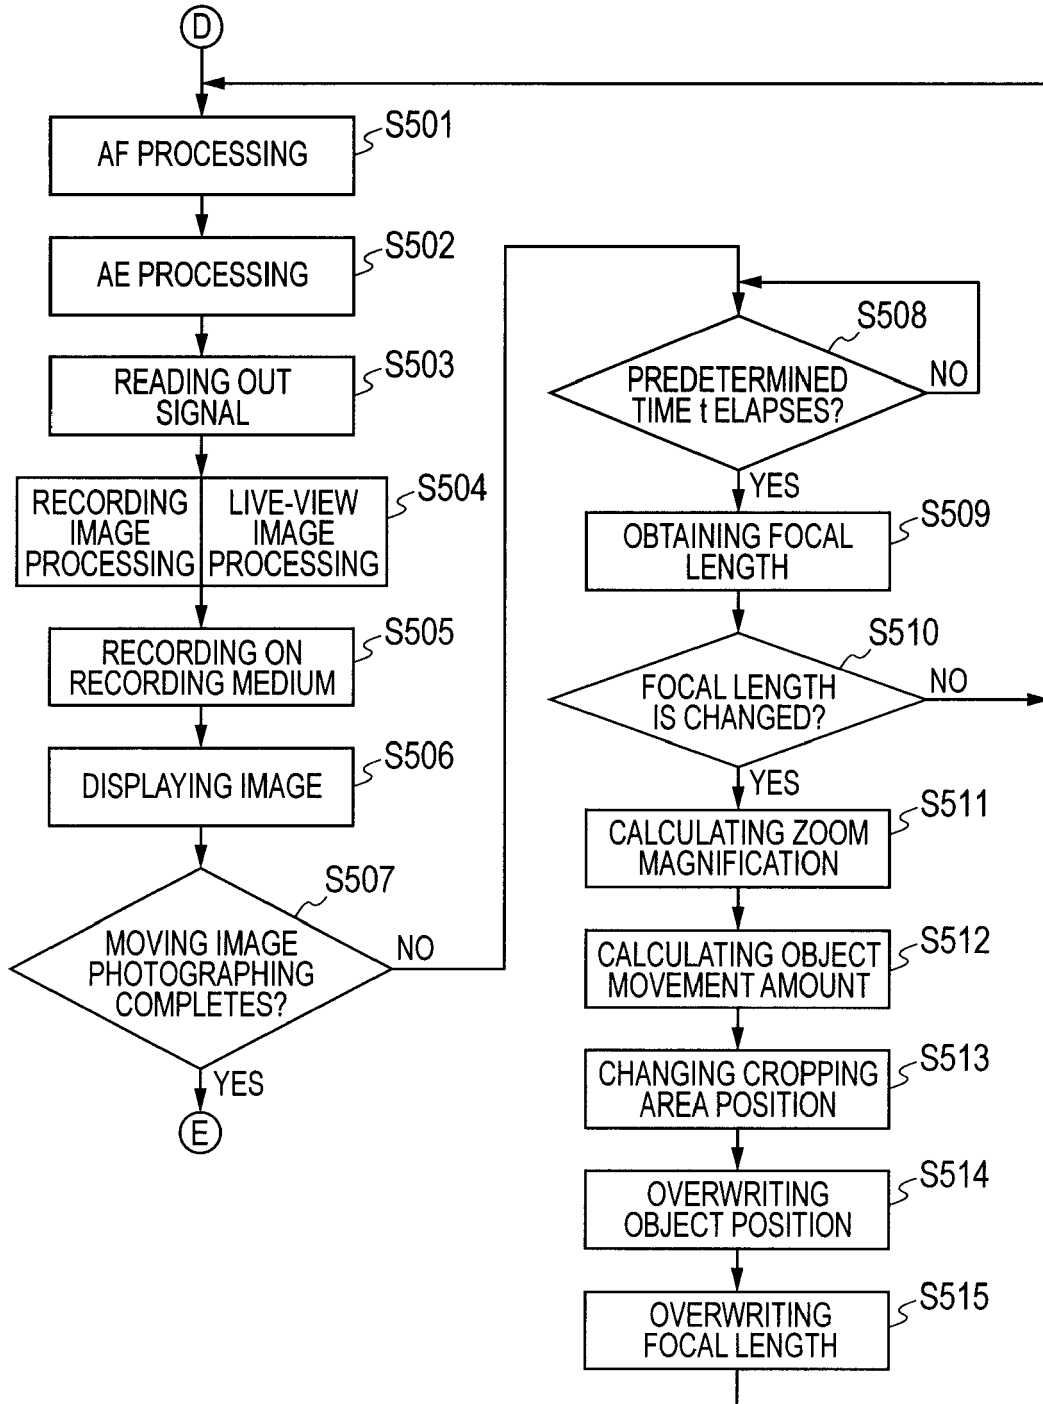 D
S501
AF PROCESSING
S502
AE PROCESSING
S503
READING OUT
SIGNAL
S504
RECORDING
IMAGE
PROCESSING
LIVE-VIEW
IMAGE
PROCESSING
S505
RECORDING ON
RECORDING MEDIUM
S506
DISPLAYING IMAGE
S507
MOVING IMAGE
PHOTOGRAPHING
COMPLETES?
NO
YES
E
S508
PREDETERMINED
TIME t ELAPSES?
NO
YES
S509
OBTAINING FOCAL
LENGTH
S510
FOCAL LENGTH
IS CHANGED?
NO
YES
S511
CALCULATING ZOOM
MAGNIFICATION
S512
CALCULATING OBJECT
MOVEMENT AMOUNT
S513
CHANGING CROPPING
AREA POSITION
S514
OVERWRITING
OBJECT POSITION
S515
OVERWRITING
FOCAL LENGTH